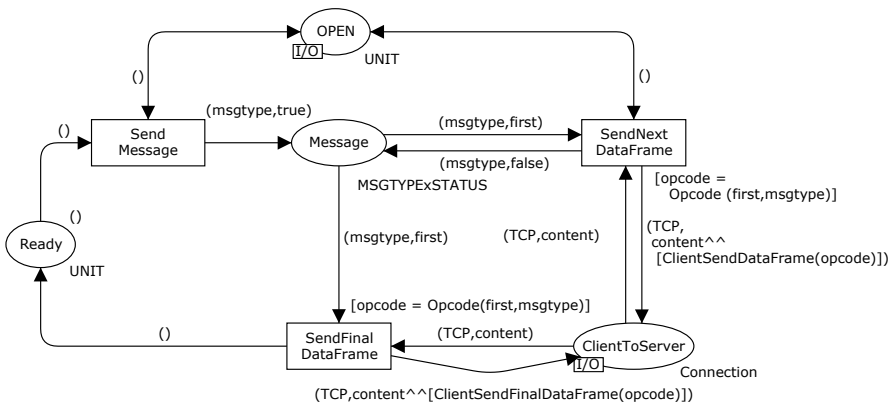 OPEN
I/O
UNIT
()
()
(msgtype,true)
()
Send
Message
Message
(msgtype,first)
(msgtype,false)
SendNext
DataFrame
MSGTYPExSTATUS
[opcode =
Opcode (first,msgtype)]
()
Ready
UNIT
(msgtype,first)
(TCP,content)
(TCP,
content^^
[ClientSendDataFrame(opcode)])
[opcode = Opcode(first,msgtype)]
()
SendFinal
DataFrame
(TCP,content)
ClientToServer
I/O
Connection
(TCP,content^^[ClientSendFinalDataFrame(opcode)])